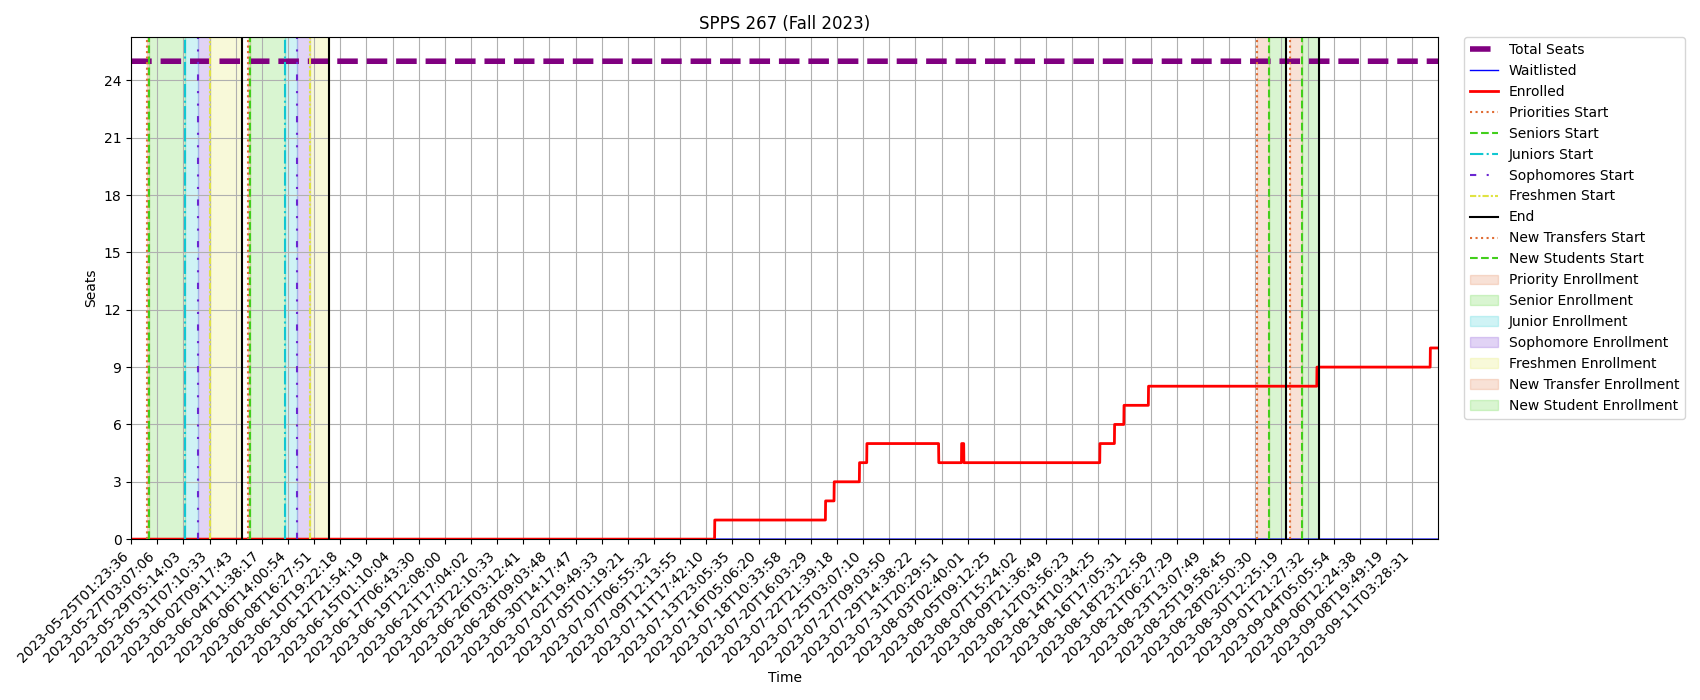 SPPS 267 (Fall 2023)
Seats
24
21
18
15
12
9
6
3
0
2023-05-25T01:23:36
2023-05-27T03:07:06
2023-05-29T05:14:03
2023-05-31T07:10:33
2023-06-02T09:17:43
2023-06-04T11:38:17
2023-06-06T14:00:54
2023-06-08T16:27:51
2023-06-10T19:22:18
2023-06-12T21:54:19
2023-06-15T01:10:04
2023-06-17T06:43:30
2023-06-19T12:08:00
2023-06-21T17:04:02
2023-06-23T22:10:33
2023-06-26T03:12:41
2023-06-28T09:03:48
2023-06-30T14:17:47
2023-07-02T19:49:33
2023-07-05T01:19:21
2023-07-07T06:55:32
2023-07-09T12:13:55
2023-07-11T17:42:10
2023-07-13T23:05:35
2023-07-16T05:06:20
2023-07-18T10:33:58
2023-07-20T16:03:29
2023-07-22T21:39:18
2023-07-25T03:07:10
2023-07-27T09:03:50
2023-07-29T14:38:22
2023-07-31T20:29:51
2023-08-03T02:40:01
2023-08-05T09:12:25
2023-08-07T15:24:02
2023-08-09T21:36:49
2023-08-12T03:56:23
2023-08-14T10:34:25
2023-08-16T17:05:31
2023-08-18T23:22:58
2023-08-21T06:27:29
2023-08-23T13:07:49
2023-08-25T19:58:45
2023-08-28T02:50:30
2023-08-30T12:25:19
2023-09-01T21:27:32
2023-09-04T05:05:54
2023-09-06T12:24:38
2023-09-08T19:49:19
2023-09-11T03:28:31
Time
Total Seats
Waitlisted
Enrolled
Priorities Start
Seniors Start
Juniors Start
Sophomores Start
Freshmen Start
End
New Transfers Start
New Students Start
Priority Enrollment
Senior Enrollment
Junior Enrollment
Sophomore Enrollment
Freshmen Enrollment
New Transfer Enrollment
New Student Enrollment